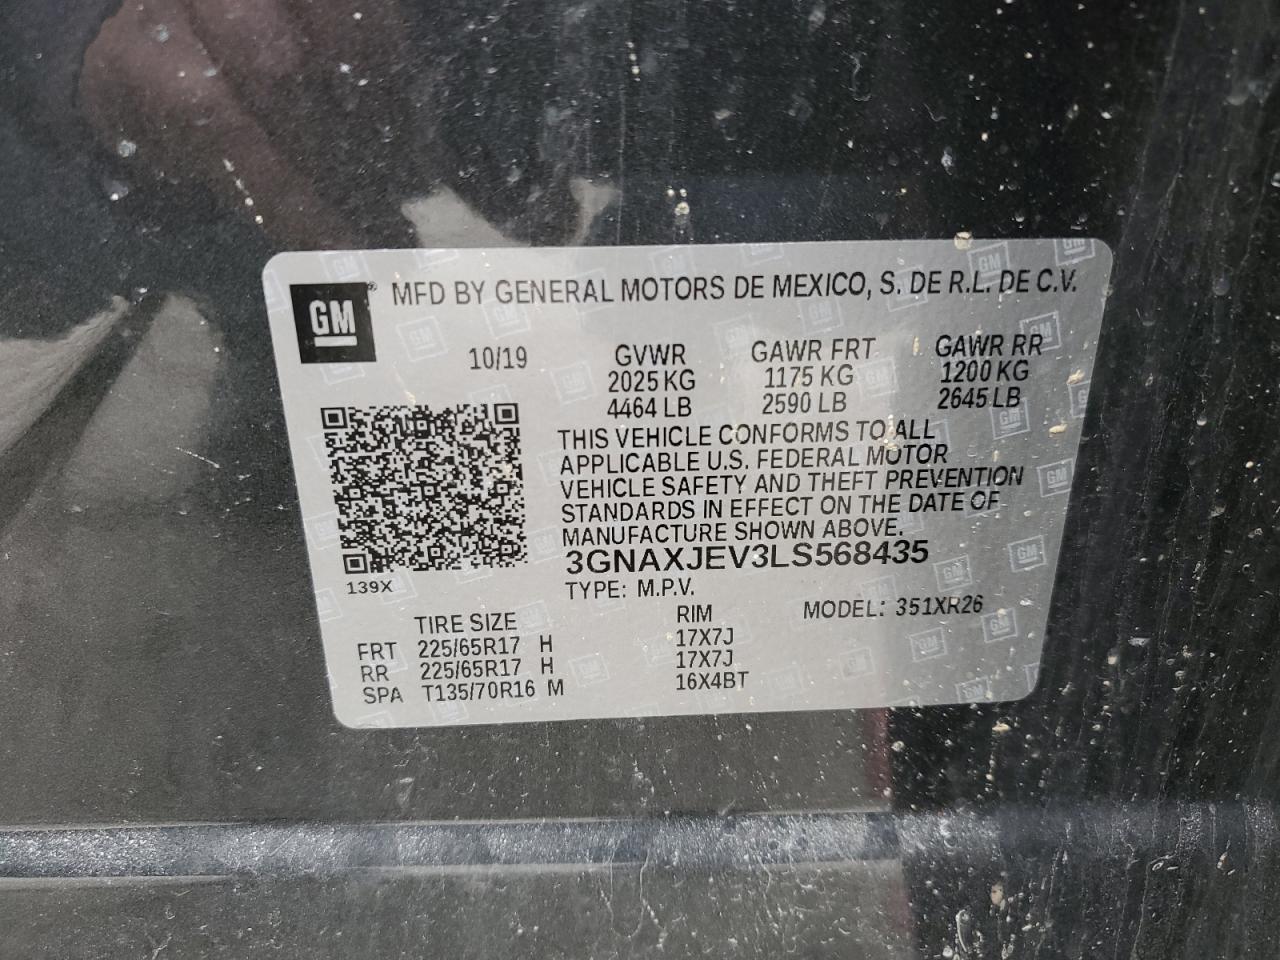 GM
MFD BY GENERAL MOTORS DE MEXICO, S. DE R.L. DE C.V.
10/19 GVWR GAWR FRT GAWR RR
2025 KG 1175 KG 1200 KG
4464 LB 2590 LB 2645 LB
THIS VEHICLE CONFORMS TO ALL
APPLICABLE U.S. FEDERAL MOTOR
VEHICLE SAFETY AND THEFT PREVENTION
STANDARDS IN EFFECT ON THE DATE OF
MANUFACTURE SHOWN ABOVE.
3GNAXJEV3LS568435
139X
TYPE: M.P.V. MODEL: 351XR26
TIRE SIZE RIM
FRT 225/65R17 H 17X7J
RR 225/65R17 H 17X7J
SPA T135/70R16 M 16X4BT